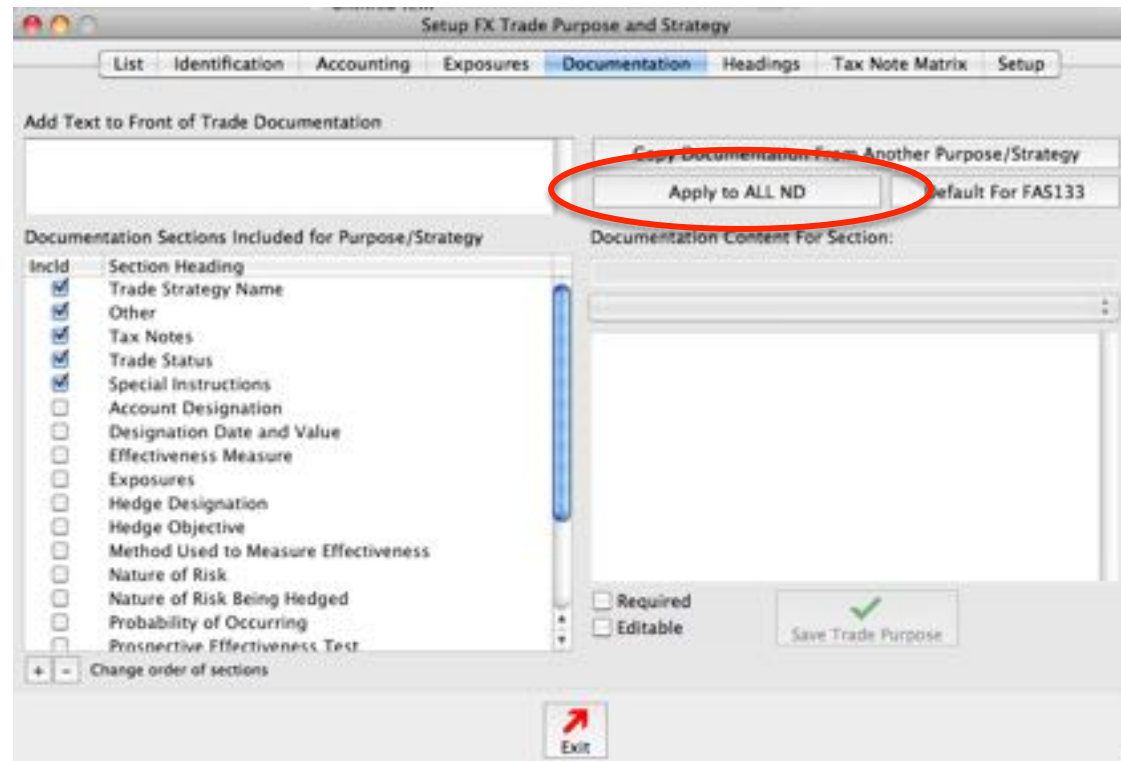 Setup FX Trade Purpose and Strategy
List Identification Accounting Exposures Documentation Headings Tax Note Matrix Setup
Add Text to Front of Trade Documentation
Copy Documentation From Another Purpose/Strategy
Apply to ALL ND
Default For FAS133
Documentation Sections Included for Purpose/Strategy
Documentation Content For Section:
Incld Section Heading
Trade Strategy Name
Other
Tax Notes
Trade Status
Special Instructions
Account Designation
Designation Date and Value
Effectiveness Measure
Exposures
Hedge Designation
Hedge Objective
Method Used to Measure Effectiveness
Nature of Risk
Nature of Risk Being Hedged
Probability of Occurring
Prospective Effectiveness Test
Required
Editable
Save Trade Purpose
+ - Change order of sections
Exit